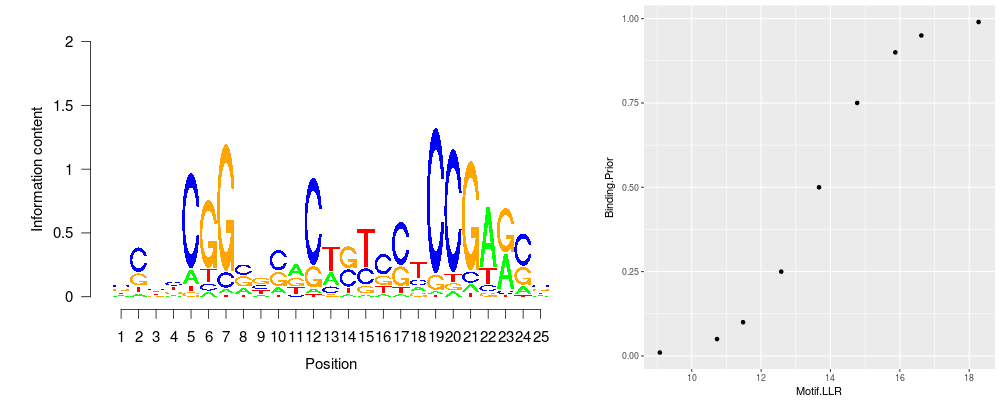 2
1.5
1
0.5
0
Information content
1 2 3 4 5 6 7 8 9 10 11 12 13 14 15 16 17 18 19 20 21 22 23 24 25
Position
C C G G C C A C T G T C C T C C G A G C
G A T C G G G G A C C G G T G T C T A G
1.00
0.75
0.50
0.25
0.00
Binding.Prior
10 12 14 16 18
Motif.LLR